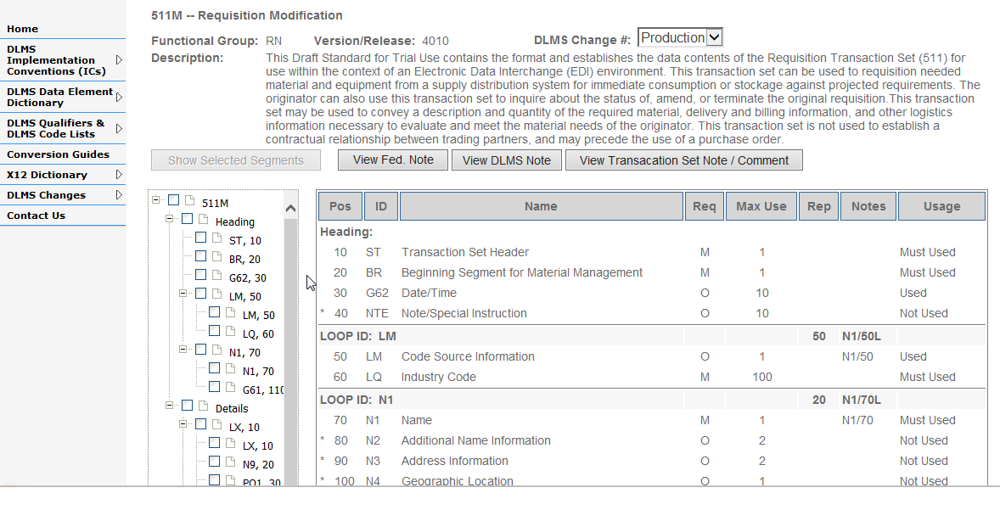 Home
DLMS
Implementation
Conventions (ICs)
DLMS Data Element
Dictionary
DLMS Qualifiers &
DLMS Code Lists
Conversion Guides
X12 Dictionary
DLMS Changes
Contact Us
511M -- Requisition Modification
Functional Group: RN Version/Release: 4010 DLMS Change #: Production
Description: This Draft Standard for Trial Use contains the format and establishes the data contents of the Requisition Transaction Set (511) for
use within the context of an Electronic Data Interchange (EDI) environment. This transaction set can be used to requisition needed
material and equipment from a supply distribution system for immediate consumption or stockage against projected requirements. The
originator can also use this transaction set to inquire about the status of, amend, or terminate the original requisition.This transaction
set may be used to convey a description and quantity of the required material, delivery and billing information, and other logistics
information necessary to evaluate and meet the material needs of the originator. This transaction set is not used to establish a
contractual relationship between trading partners, and may precede the use of a purchase order.
Show Selected Segments View Fed. Note View DLMS Note View Transacation Set Note / Comment
511M
Heading
ST, 10
BR, 20
G62, 30
LM, 50
LM, 50
LQ, 60
N1, 70
N1, 70
G61, 110
Details
LX, 10
LX, 10
N9, 20
PO1, 30
Pos ID Name Req Max Use Rep Notes Usage
Heading:
10 ST Transaction Set Header M 1 Must Used
20 BR Beginning Segment for Material Management M 1 Must Used
30 G62 Date/Time O 10 Used
* 40 NTE Note/Special Instruction O 10 Not Used
LOOP ID: LM 50 N1/50L
50 LM Code Source Information O 1 N1/50 Used
60 LQ Industry Code M 100 Must Used
LOOP ID: N1 20 N1/70L
70 N1 Name M 1 N1/70 Must Used
* 80 N2 Additional Name Information O 2 Not Used
* 90 N3 Address Information O 2 Not Used
* 100 N4 Geographic Location O 1 Not Used